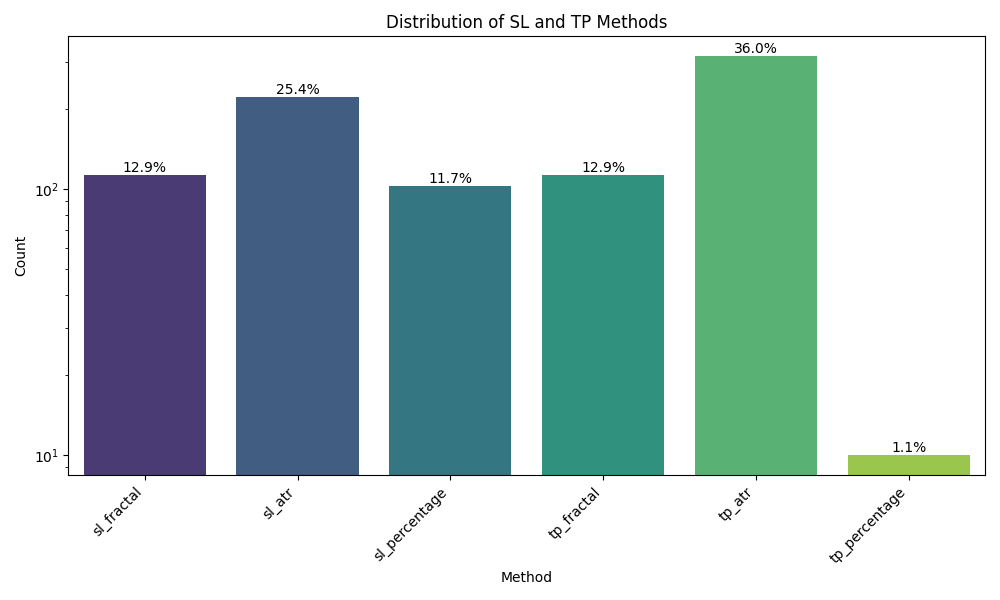 Distribution of SL and TP Methods
36.0%
25.4%
12.9%
11.7%
12.9%
1.1%
10²
10¹
Count
sl_fractal
sl_atr
sl_percentage
tp_fractal
tp_atr
tp_percentage
Method